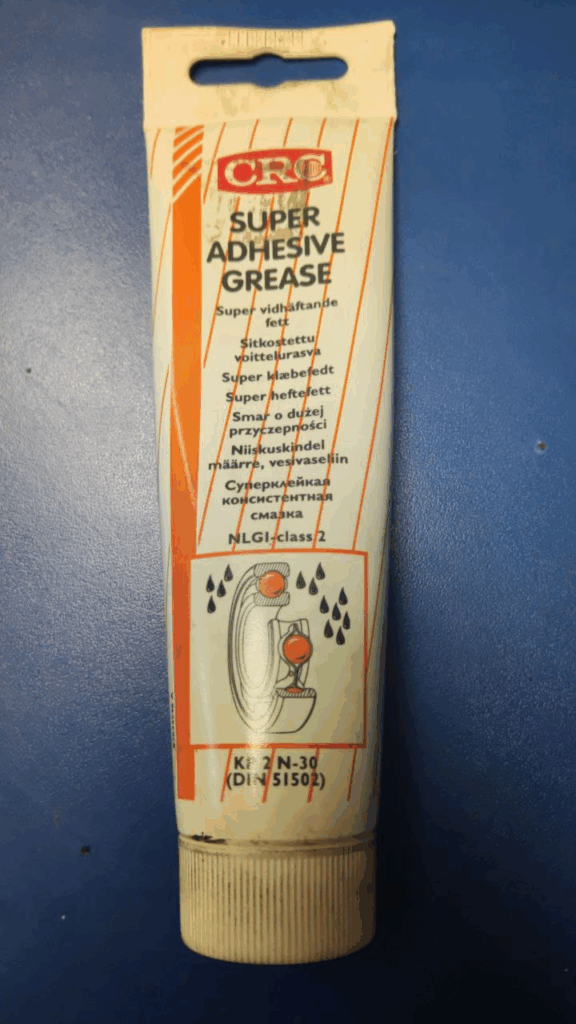 CRC
SUPER
ADHESIVE
GREASE
Super vidhäftande
fett
Sitkostettu
voittelurasva
Super klæbefedt
Super heftefett
Smar o dużej
przyczepności
Niiskuskindel
määrre, vesivaseliin
Суперклейкая
консистентная
смазка
NLGI-class 2
KP 2 N-30
(DIN 51502)